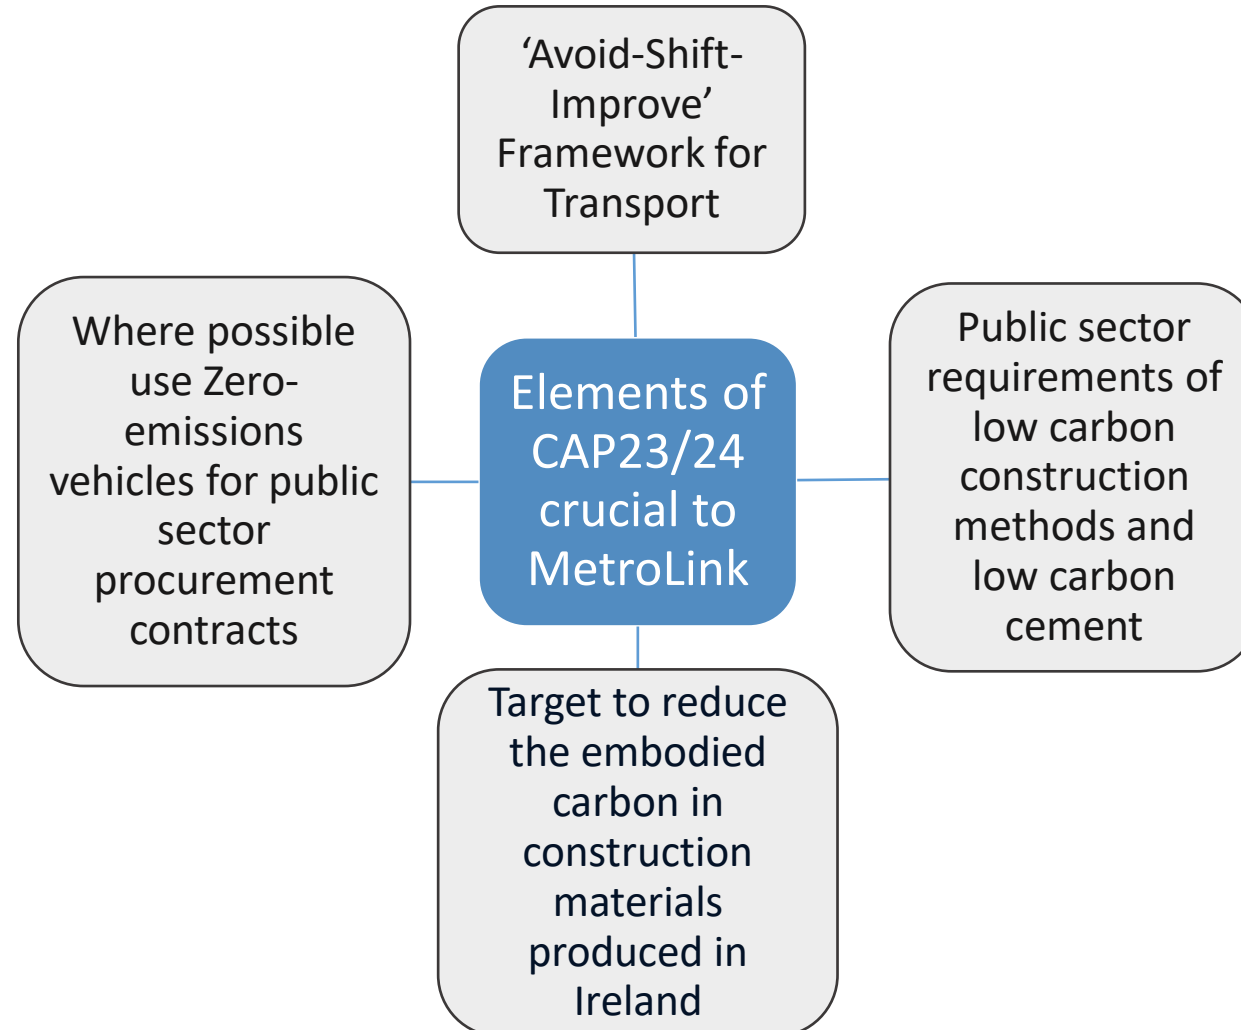 ‘Avoid-Shift-
Improve’
Framework for
Transport
Where possible
use Zero-
emissions
vehicles for public
sector
procurement
contracts
Elements of
CAP23/24
crucial to
MetroLink
Public sector
requirements of
low carbon
construction
methods and
low carbon
cement
Target to reduce
the embodied
carbon in
construction
materials
produced in
Ireland